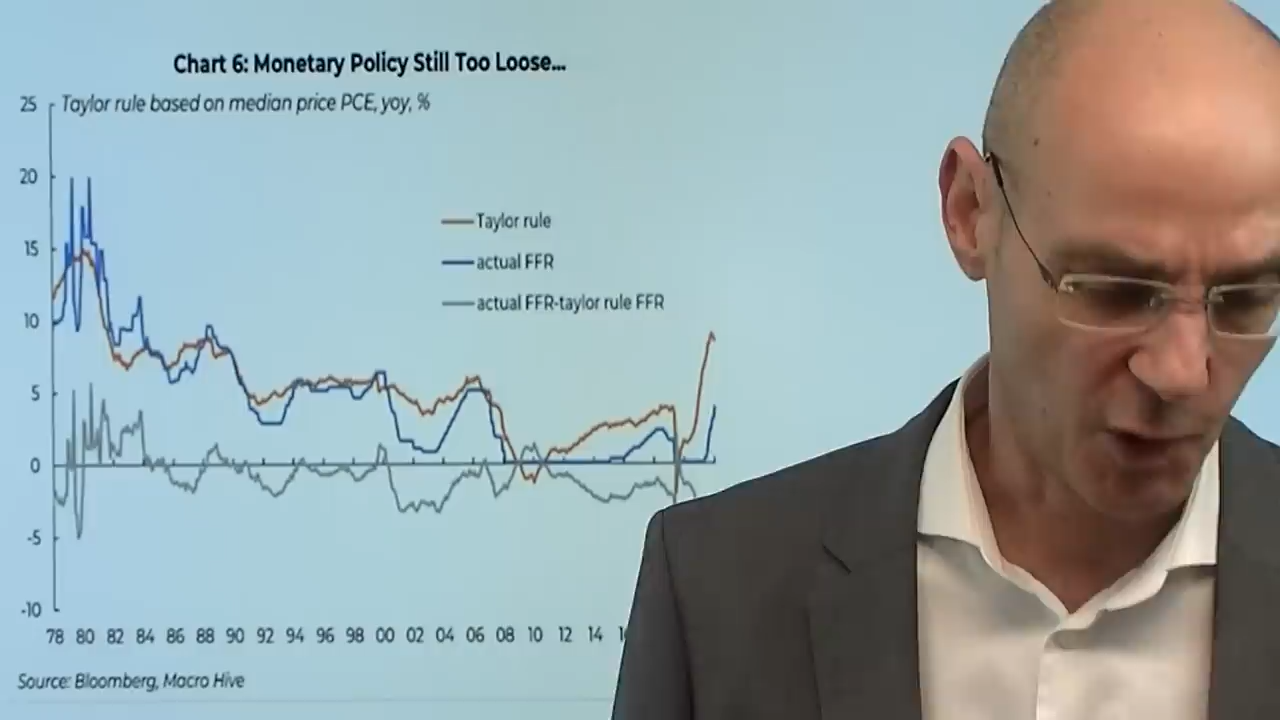 Chart 6: Monetary Policy Still Too Loose...
25
Taylor rule based on median price PCE, yoy, %
20
Taylor rule
15
actual FFR
actual FFR-taylor rule FFR
10
5
0
-5
-10
78 80 82 84 86 88 90 92 94 96 98 00 02 04 06 08 10 12 14
Source: Bloomberg, Macro Hive